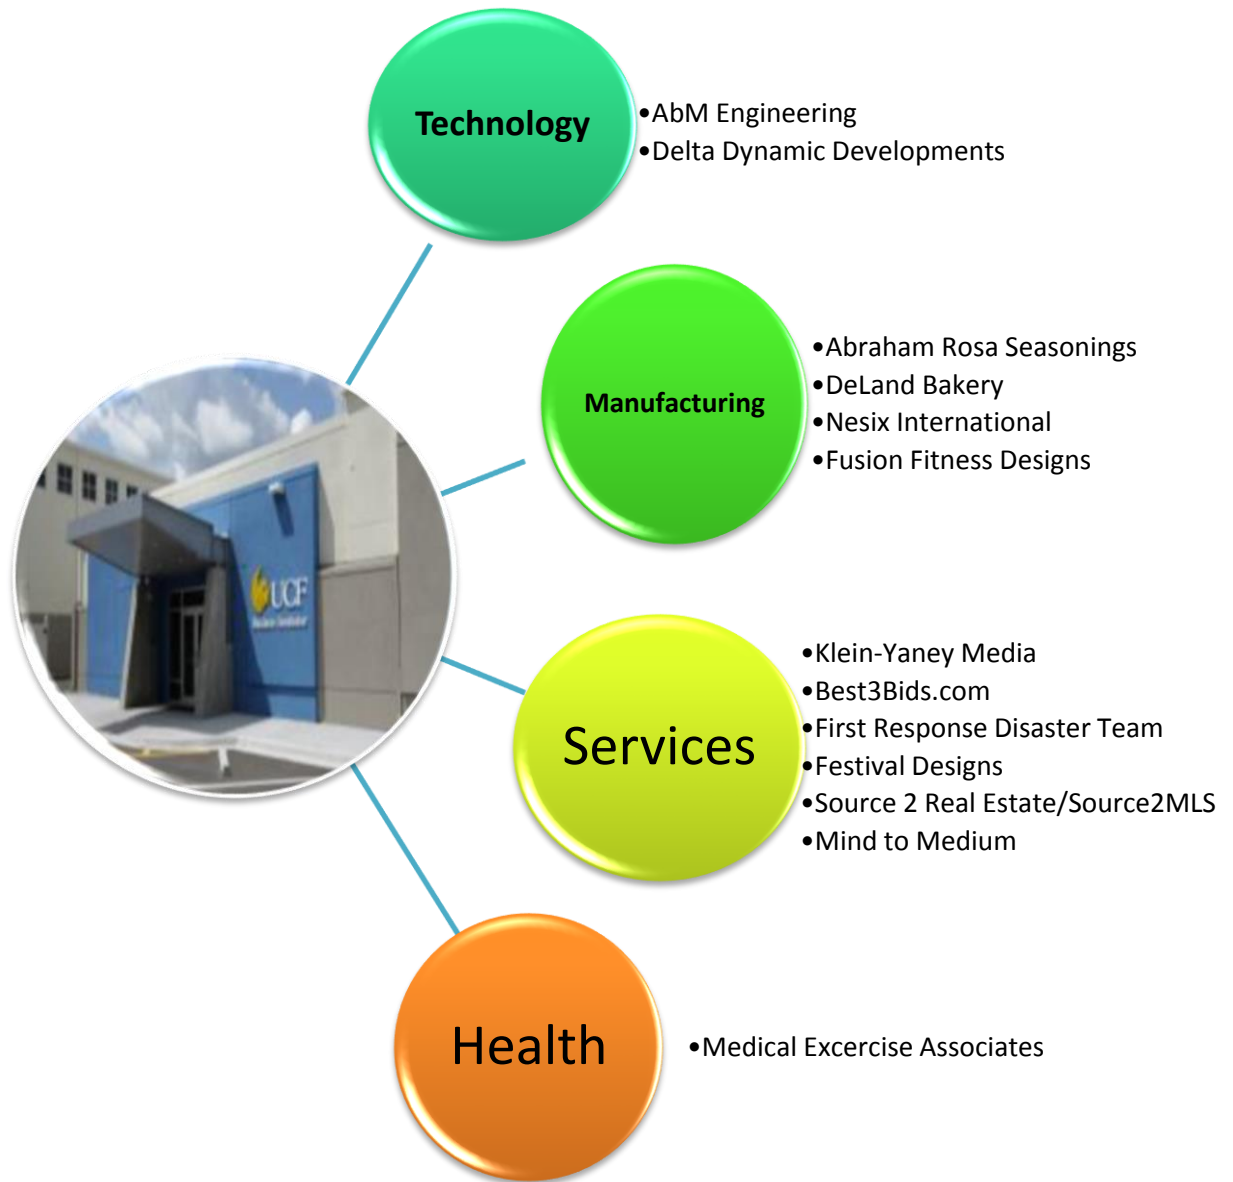 Technology
•AbM Engineering
•Delta Dynamic Developments
Manufacturing
•Abraham Rosa Seasonings
•DeLand Bakery
•Nesix International
•Fusion Fitness Designs
UCF
Services
•Klein-Yaney Media
•Best3Bids.com
•First Response Disaster Team
•Festival Designs
•Source 2 Real Estate/Source2MLS
•Mind to Medium
Health
•Medical Excercise Associates